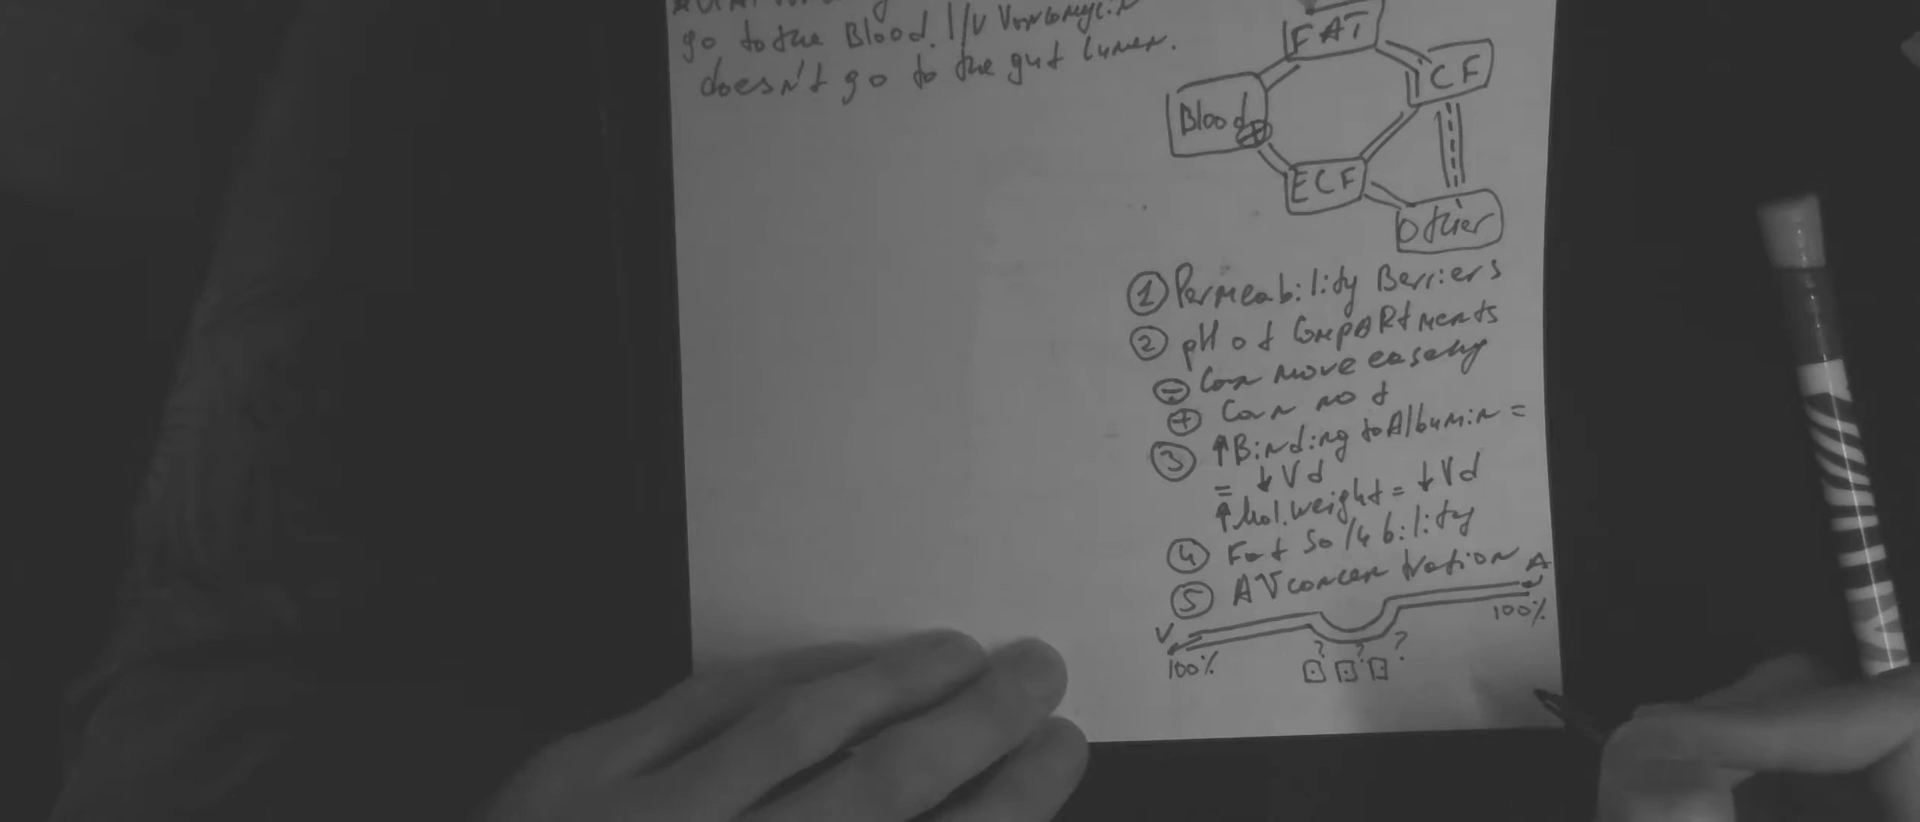 go to the Blood. I/V Vancomycin
doesn't go to the gut lumen.
FAT
CF
Blood
ECF
Other
① Permeability Berriers
② pH of CompARtments
⊖ Can move easely
⊕ Can not
③ ↑Binding to Albumin =
= ↓Vd
↑Mol.weight = ↓Vd
④ Fat Solubility
⑤ AV concentration A
V
100%
100%
? ? ?